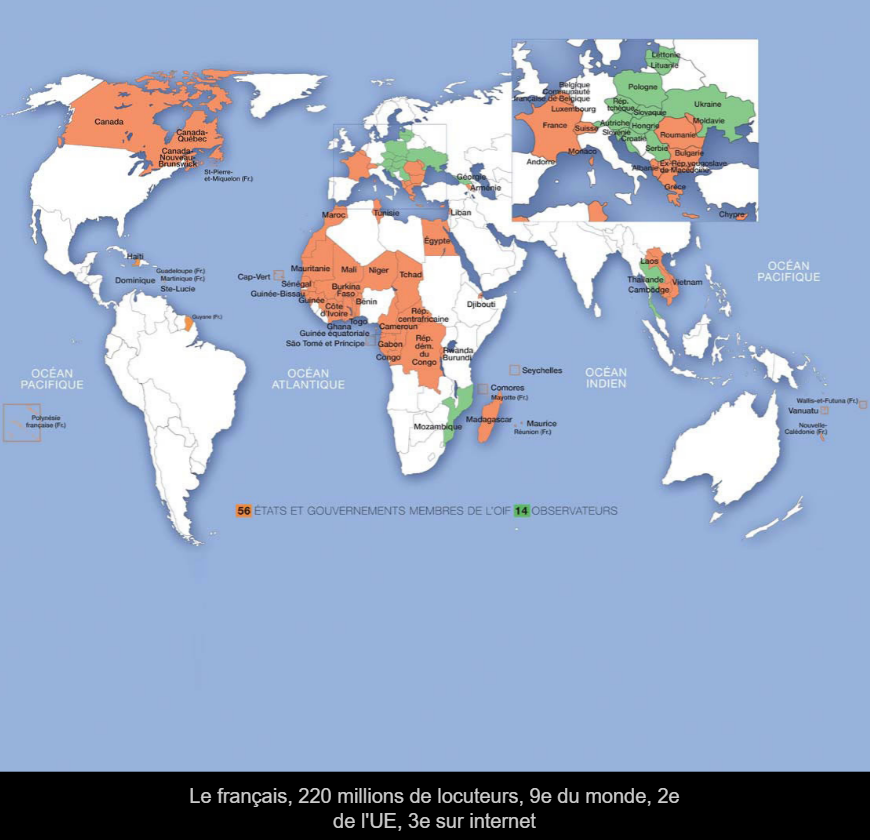 Canada
Canada-
Québec
Canada-
Nouveau-
Brunswick
St-Pierre-
et-Miquelon (Fr.)
Haïti
Guadeloupe (Fr.)
Martinique (Fr.)
Dominique
Ste-Lucie
Guyane (Fr.)
OCÉAN
PACIFIQUE
Polynésie
française (Fr.)
OCÉAN
ATLANTIQUE
Cap-Vert
Maroc
Tunisie
Égypte
Liban
Géorgie
Arménie
Mauritanie
Mali
Niger
Tchad
Sénégal
Guinée-Bissau
Guinée
Burkina
Faso
Côte
d'Ivoire
Bénin
Togo
Ghana
Cameroun
Guinée équatoriale
São Tomé et Príncipe
Gabon
Congo
Rép.
centrafricaine
Rép.
dém.
du
Congo
Rwanda
Burundi
Djibouti
Seychelles
Comores
Mayotte (Fr.)
Madagascar
Maurice
Réunion (Fr.)
Mozambique
OCÉAN
INDIEN
Laos
Thaïlande
Vietnam
Cambodge
OCÉAN
PACIFIQUE
Wallis-et-Futuna (Fr.)
Vanuatu
Nouvelle-
Calédonie (Fr.)
Lettonie
Lituanie
Belgique
Communauté
française de Belgique
Luxembourg
Pologne
Rép.
tchèque
Slovaquie
Ukraine
Moldavie
France
Suisse
Autriche
Hongrie
Slovénie
Croatie
Roumanie
Serbie
Bulgarie
Monaco
Andorre
Albanie
Ex-Rép.yougoslave
de Macédoine
Grèce
Chypre
56 ÉTATS ET GOUVERNEMENTS MEMBRES DE L'OIF 14 OBSERVATEURS
Le français, 220 millions de locuteurs, 9e du monde, 2e
de l'UE, 3e sur internet